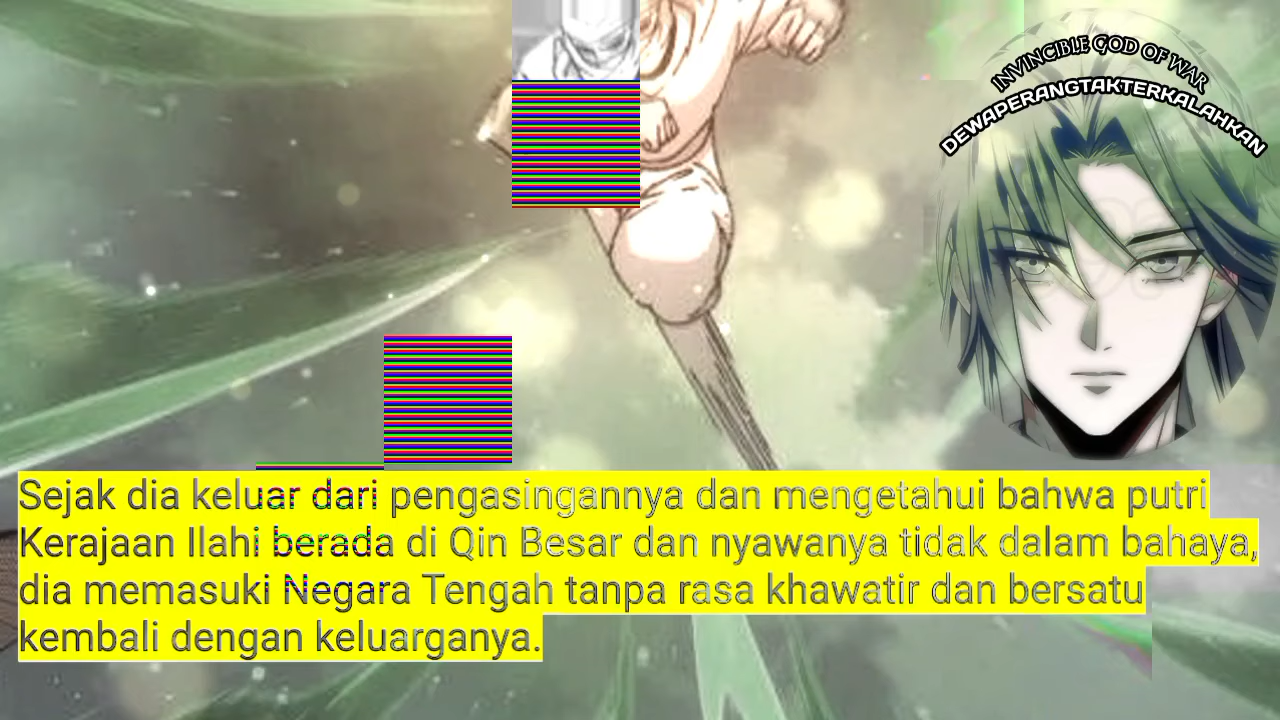 INVINCIBLE GOD OF WAR
DEWAPERANGTAKTERKALAHKAN
Sejak dia keluar dari pengasingannya dan mengetahui bahwa putri
Kerajaan Ilahi berada di Qin Besar dan nyawanya tidak dalam bahaya,
dia memasuki Negara Tengah tanpa rasa khawatir dan bersatu
kembali dengan keluarganya.